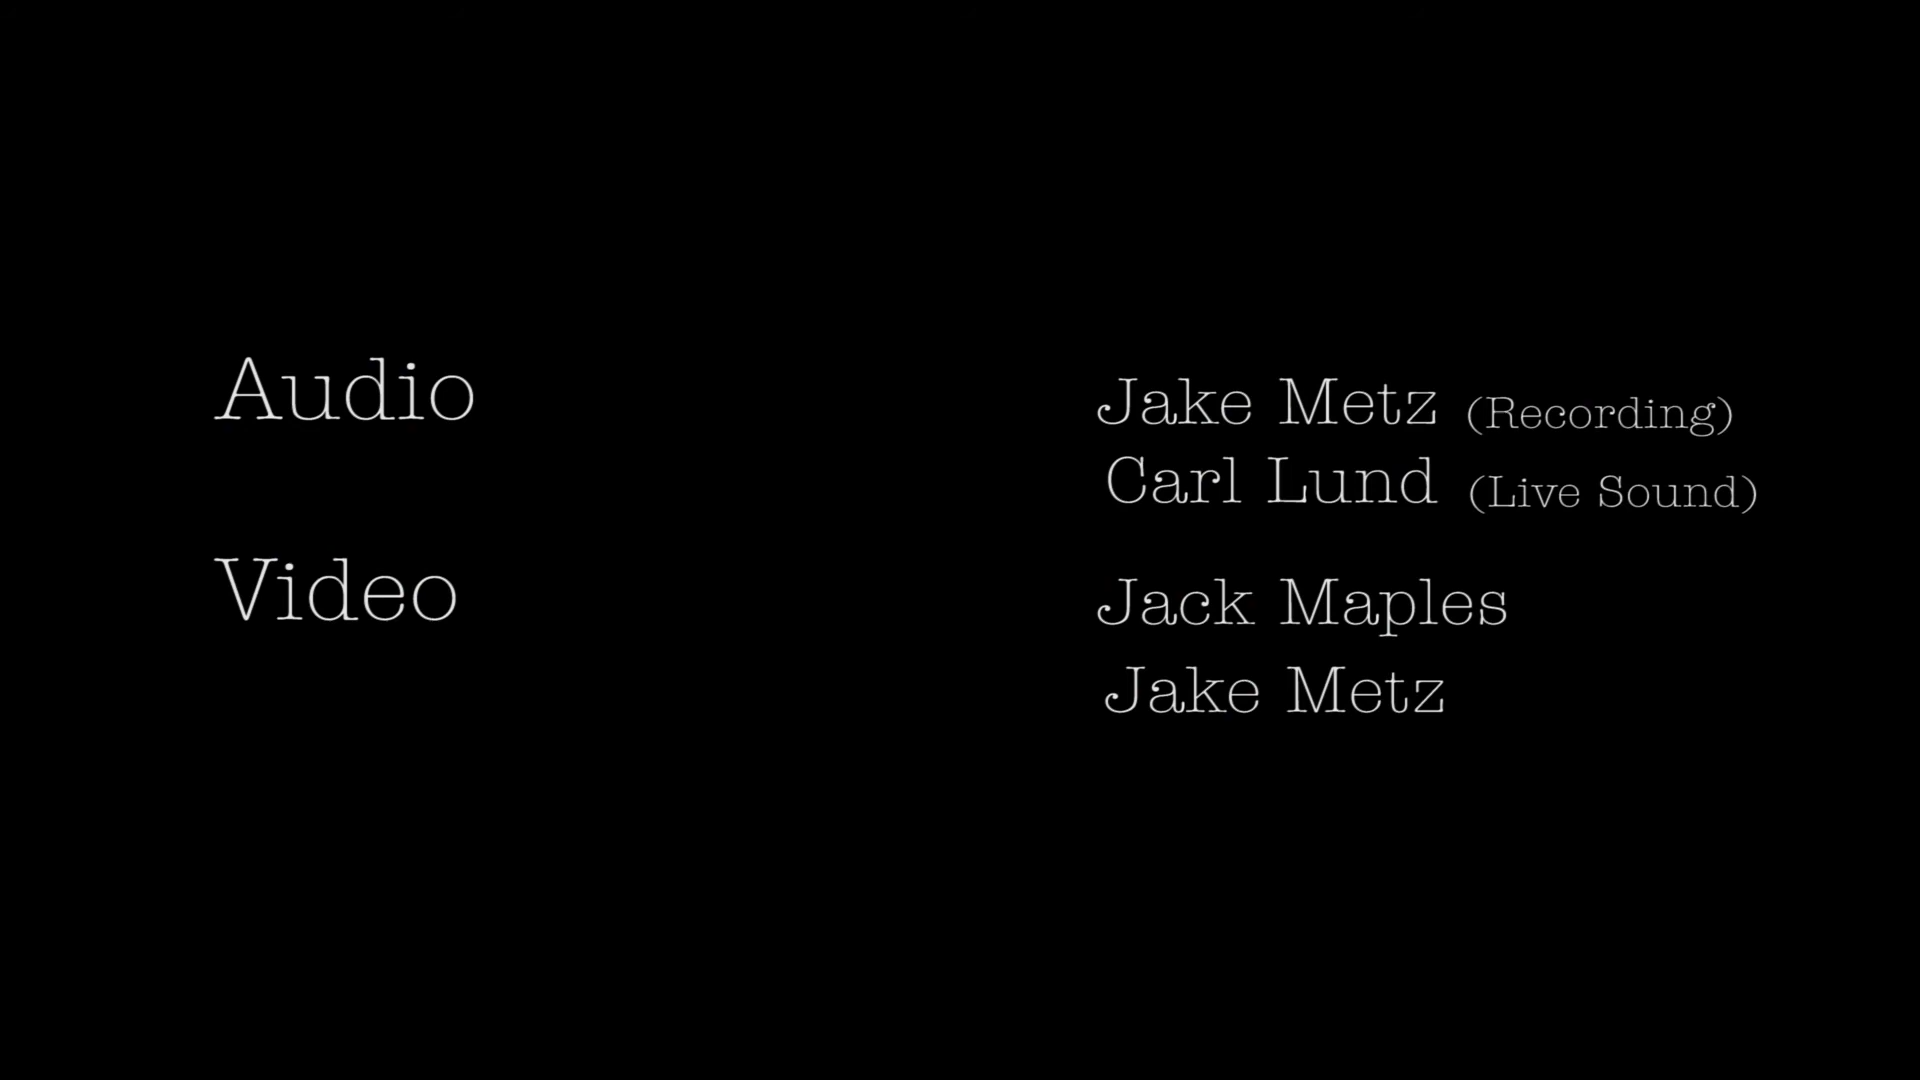 Audio
Jake Metz (Recording)
Carl Lund (Live Sound)
Video
Jack Maples
Jake Metz